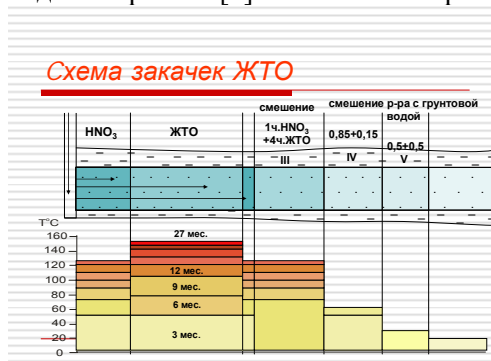 Схема закачек ЖТО
HNO3
ЖТО
смешение
1ч.HNO3
+4ч.ЖТО
III
смешение р-ра с грунтовой
водой
0,85+0,15
IV
0,5+0,5
V
T°C
160
140
120
100
80
60
40
20
0
27 мес.
12 мес.
9 мес.
6 мес.
3 мес.